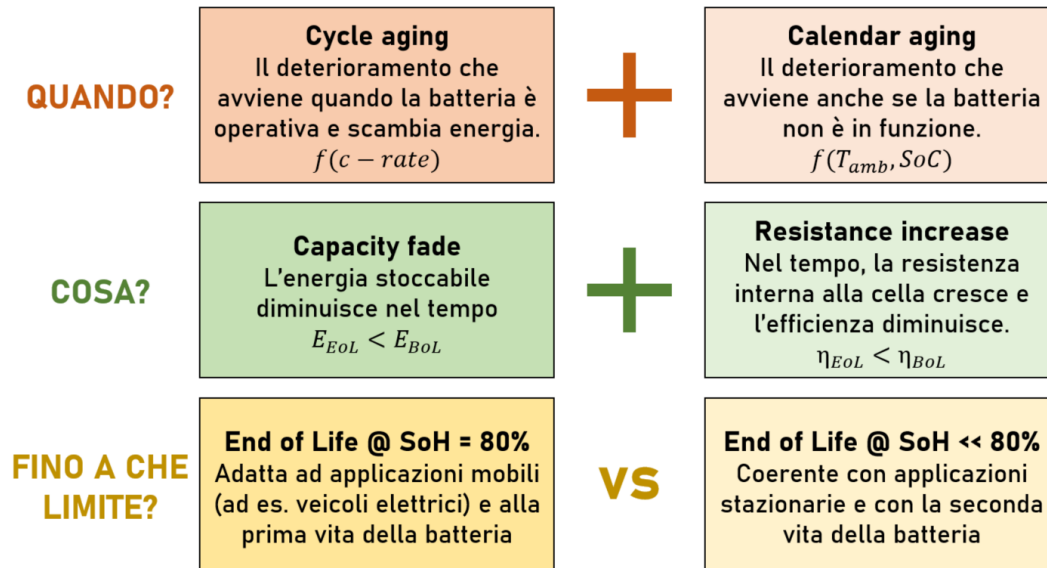 QUANDO?
Cycle aging
Il deterioramento che
avviene quando la batteria è
operativa e scambia energia.
f(c − rate)
+
Calendar aging
Il deterioramento che
avviene anche se la batteria
non è in funzione.
f(T_amb, SoC)
COSA?
Capacity fade
L'energia stoccabile
diminuisce nel tempo
E_EoL < E_BoL
+
Resistance increase
Nel tempo, la resistenza
interna alla cella cresce e
l'efficienza diminuisce.
η_EoL < η_BoL
FINO A CHE
LIMITE?
End of Life @ SoH = 80%
Adatta ad applicazioni mobili
(ad es. veicoli elettrici) e alla
prima vita della batteria
VS
End of Life @ SoH << 80%
Coerente con applicazioni
stazionarie e con la seconda
vita della batteria